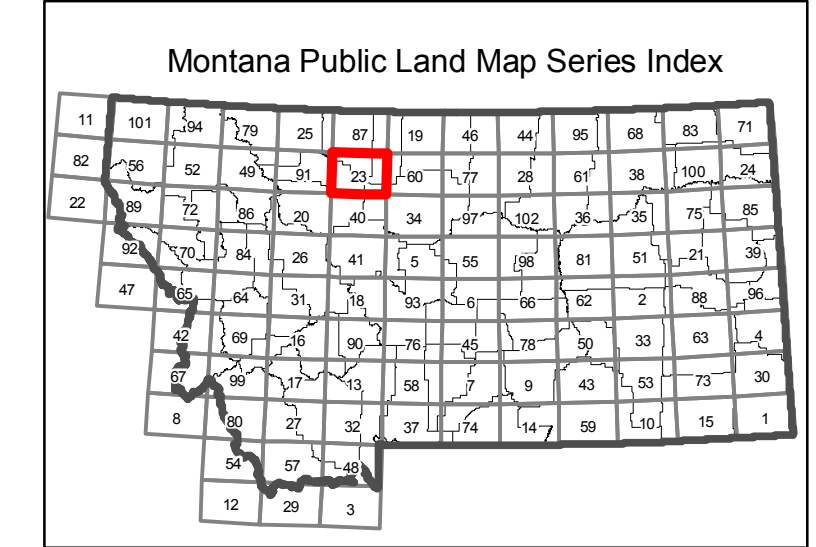 Montana Public Land Map Series Index
11 101 94 79 25 87 19 46 44 95 68 83 71
82 56 52 49 91 23 60 77 28 61 38 100 24
22 89 72 86 20 40 34 97 102 36 35 75 85
92 70 84 26 41 5 55 98 81 51 21 39
47 65 64 31 18 93 6 66 62 2 88 96
42 69 16 90 76 45 78 50 33 63 4
67 99 17 13 58 7 9 43 53 73 30
8 80 27 32 37 74 14 59 10 15 1
54 57 48
12 29 3